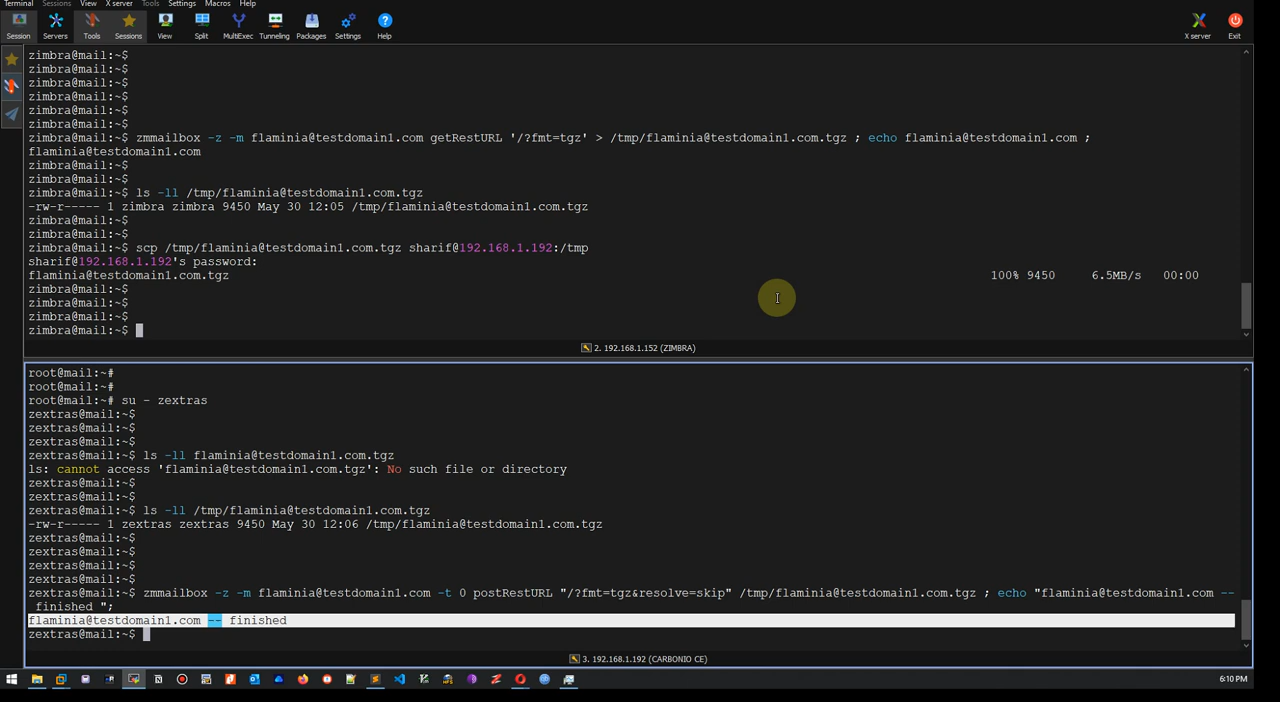 Terminal Sessions View X server Tools Settings Macros Help
Session Servers Tools Sessions View Split MultiExec Tunneling Packages Settings Help X server Exit
zimbra@mail:~$
zimbra@mail:~$
zimbra@mail:~$
zimbra@mail:~$
zimbra@mail:~$
zimbra@mail:~$
zimbra@mail:~$ zmmailbox -z -m flaminia@testdomain1.com getRestURL '/?fmt=tgz' > /tmp/flaminia@testdomain1.com.tgz ; echo flaminia@testdomain1.com ;
flaminia@testdomain1.com
zimbra@mail:~$
zimbra@mail:~$
zimbra@mail:~$ ls -ll /tmp/flaminia@testdomain1.com.tgz
-rw-r----- 1 zimbra zimbra 9450 May 30 12:05 /tmp/flaminia@testdomain1.com.tgz
zimbra@mail:~$
zimbra@mail:~$
zimbra@mail:~$ scp /tmp/flaminia@testdomain1.com.tgz sharif@192.168.1.192:/tmp
sharif@192.168.1.192's password:
flaminia@testdomain1.com.tgz 100% 9450 6.5MB/s 00:00
zimbra@mail:~$
zimbra@mail:~$
zimbra@mail:~$
zimbra@mail:~$
2. 192.168.1.152 (ZIMBRA)
root@mail:~#
root@mail:~#
root@mail:~# su - zextras
zextras@mail:~$
zextras@mail:~$
zextras@mail:~$
zextras@mail:~$ ls -ll flaminia@testdomain1.com.tgz
ls: cannot access 'flaminia@testdomain1.com.tgz': No such file or directory
zextras@mail:~$
zextras@mail:~$
zextras@mail:~$ ls -ll /tmp/flaminia@testdomain1.com.tgz
-rw-r----- 1 zextras zextras 9450 May 30 12:06 /tmp/flaminia@testdomain1.com.tgz
zextras@mail:~$
zextras@mail:~$
zextras@mail:~$
zextras@mail:~$
zextras@mail:~$ zmmailbox -z -m flaminia@testdomain1.com -t 0 postRestURL "/?fmt=tgz&resolve=skip" /tmp/flaminia@testdomain1.com.tgz ; echo "flaminia@testdomain1.com --
finished ";
flaminia@testdomain1.com -- finished
zextras@mail:~$
3. 192.168.1.192 (CARBONIO CE)
6:10 PM